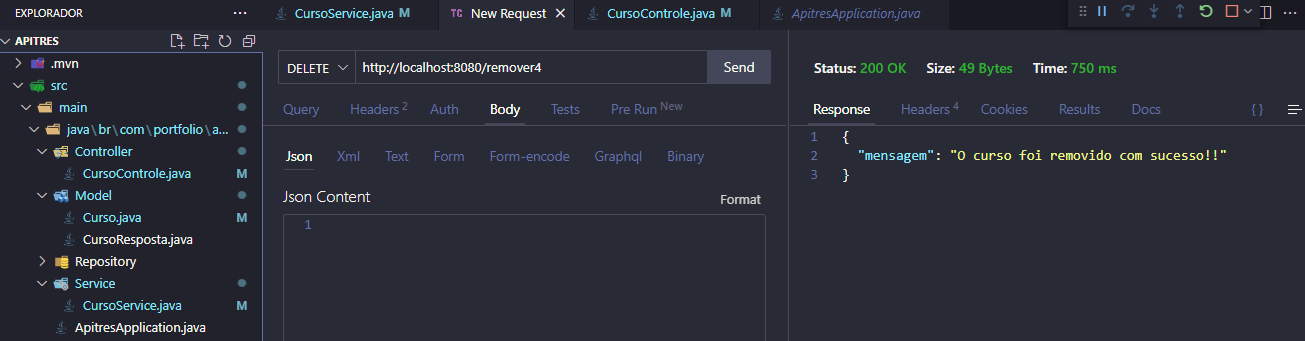 EXPLORADOR ···
CursoService.java M
TC New Request
CursoControle.java M
ApitresApplication.java
APITRES
.mvn
src
main
java\br\com\portfolio\a...
Controller
CursoControle.java M
Model
Curso.java M
CursoResposta.java
Repository
Service
CursoService.java M
ApitresApplication.java
DELETE http://localhost:8080/remover4 Send
Query Headers 2 Auth Body Tests Pre Run New
Json Xml Text Form Form-encode Graphql Binary
Json Content Format
1
Status: 200 OK Size: 49 Bytes Time: 750 ms
Response Headers 4 Cookies Results Docs { }
1 {
2 "mensagem": "O curso foi removido com sucesso!!"
3 }